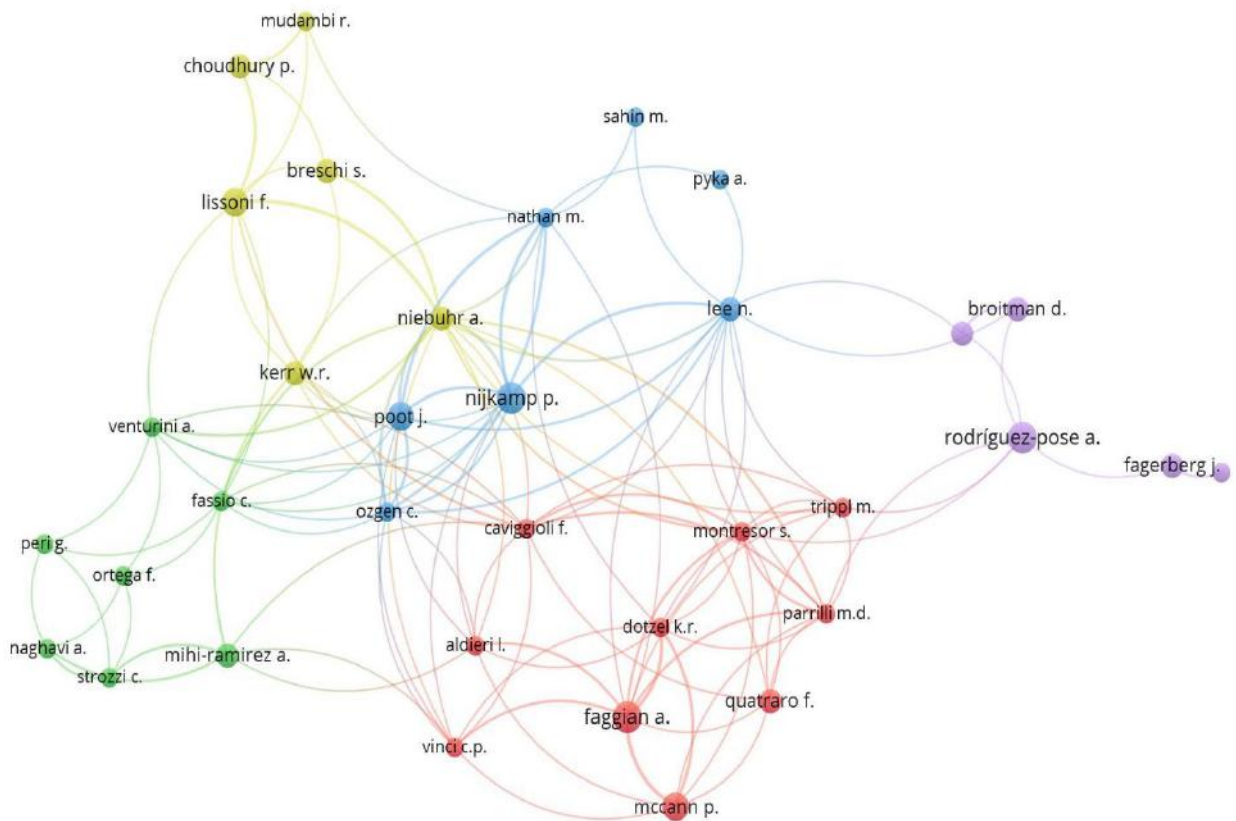 mudambi r.
choudhury p.
sahin m.
breschi s.
pyka a.
lissoni f.
nathan m.
lee n.
broitman d.
niebuhr a.
kerr w.r.
nijkamp p.
poot j.
venturini a.
rodríguez-pose a.
fagerberg j.
fassio c.
ozgen c.
trippl m.
caviggioli f.
montresor s.
peri g.
ortega f.
parrilli m.d.
dotzel k.r.
aldieri l.
naghavi a.
mihi-ramirez a.
strozzi c.
quatraro f.
faggian a.
vinci c.p.
mccann p.